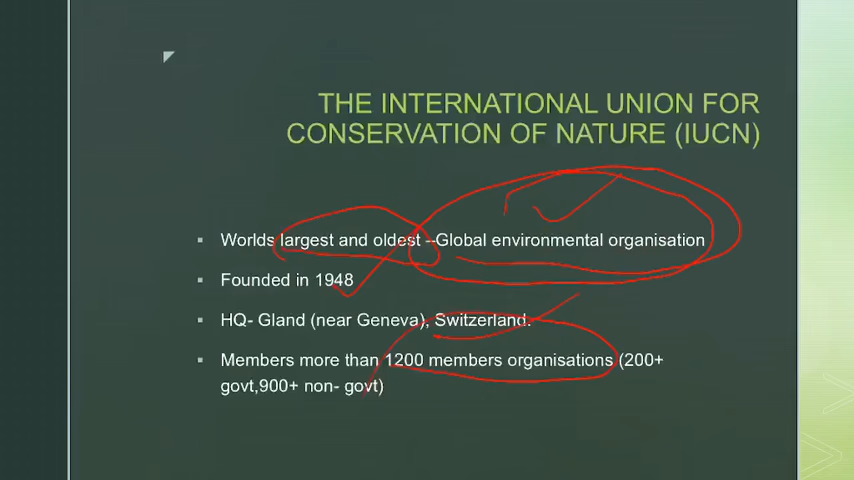 THE INTERNATIONAL UNION FOR
CONSERVATION OF NATURE (IUCN)
Worlds largest and oldest --Global environmental organisation
Founded in 1948
HQ- Gland (near Geneva), Switzerland.
Members more than 1200 members organisations (200+
govt,900+ non- govt)